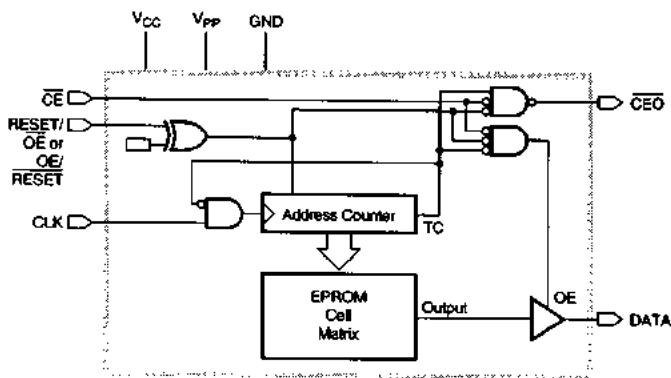 VCC VPP GND
CE
CEO
RESET/
OE or
OE/
RESET
CLK
Address Counter
TC
EPROM
Cell
Matrix
Output
OE
DATA